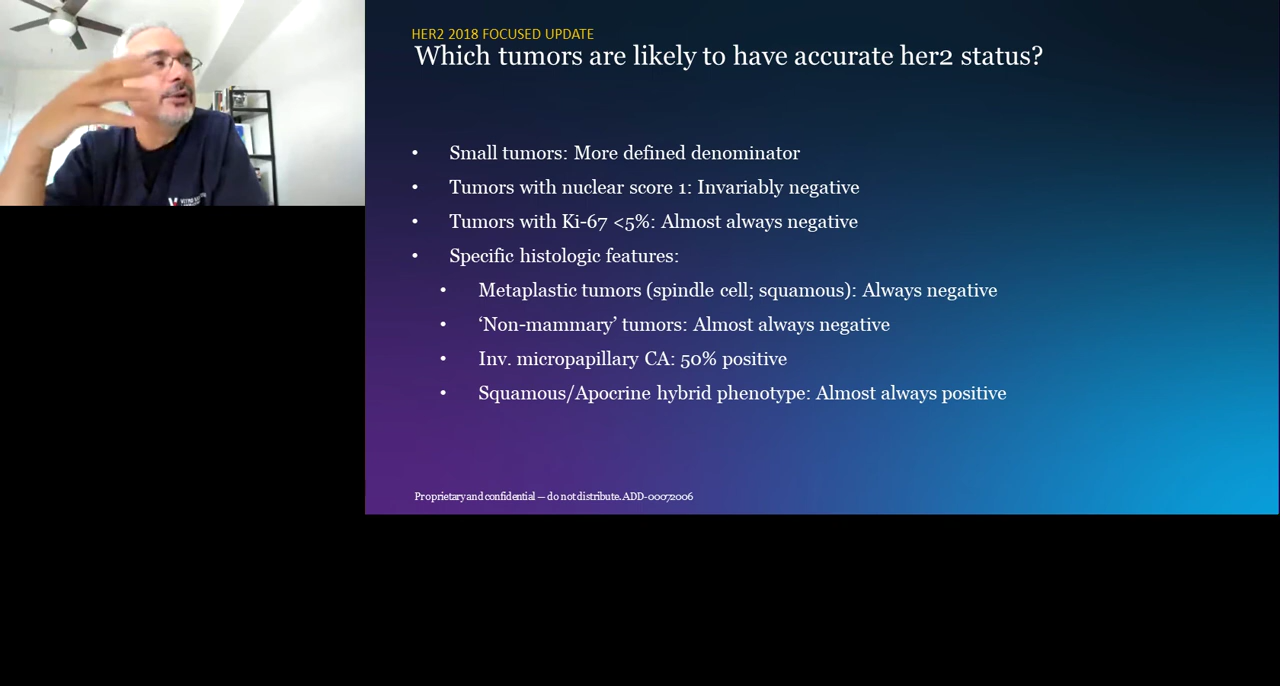 HER2 2018 FOCUSED UPDATE
Which tumors are likely to have accurate her2 status?
• Small tumors: More defined denominator
• Tumors with nuclear score 1: Invariably negative
• Tumors with Ki-67 <5%: Almost always negative
• Specific histologic features:
• Metaplastic tumors (spindle cell; squamous): Always negative
• ‘Non-mammary’ tumors: Almost always negative
• Inv. micropapillary CA: 50% positive
• Squamous/Apocrine hybrid phenotype: Almost always positive
Proprietary and confidential — do not distribute. ADD-00072006